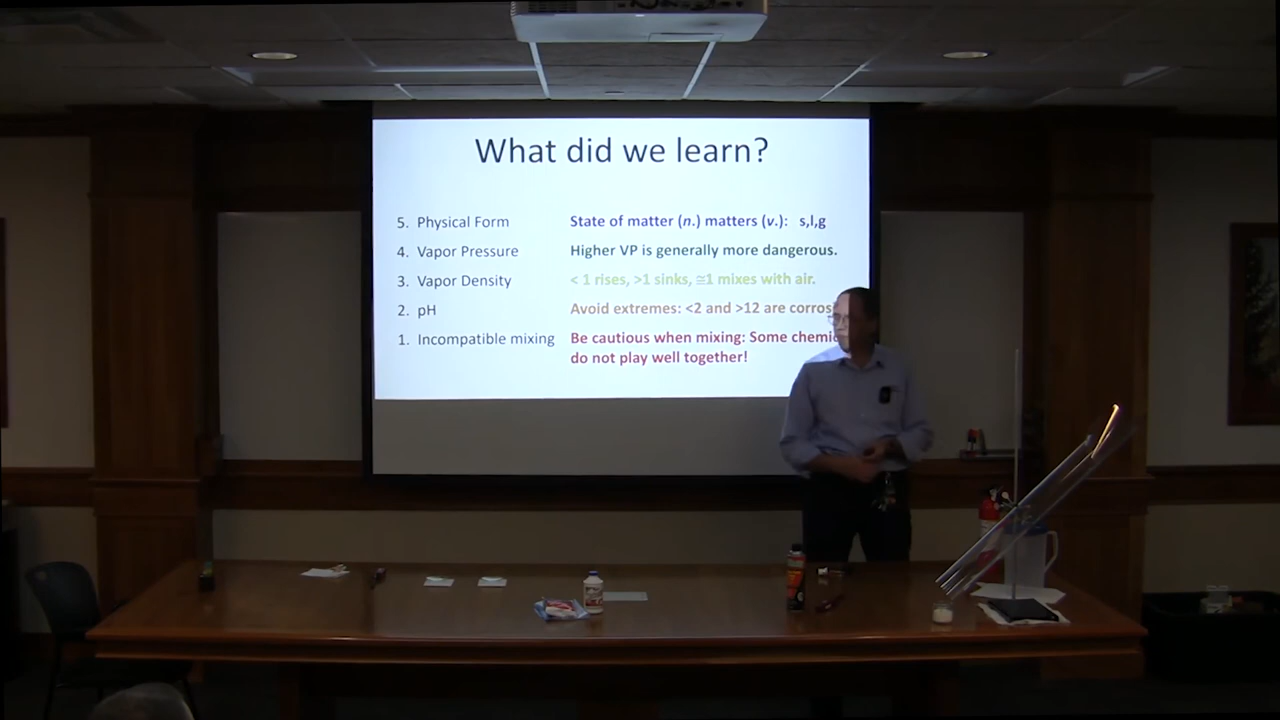 What did we learn?
5. Physical Form State of matter (n.) matters (v.): s,l,g
4. Vapor Pressure Higher VP is generally more dangerous.
3. Vapor Density < 1 rises, >1 sinks, ≅1 mixes with air.
2. pH Avoid extremes: <2 and >12 are corros
1. Incompatible mixing Be cautious when mixing: Some chemic
do not play well together!